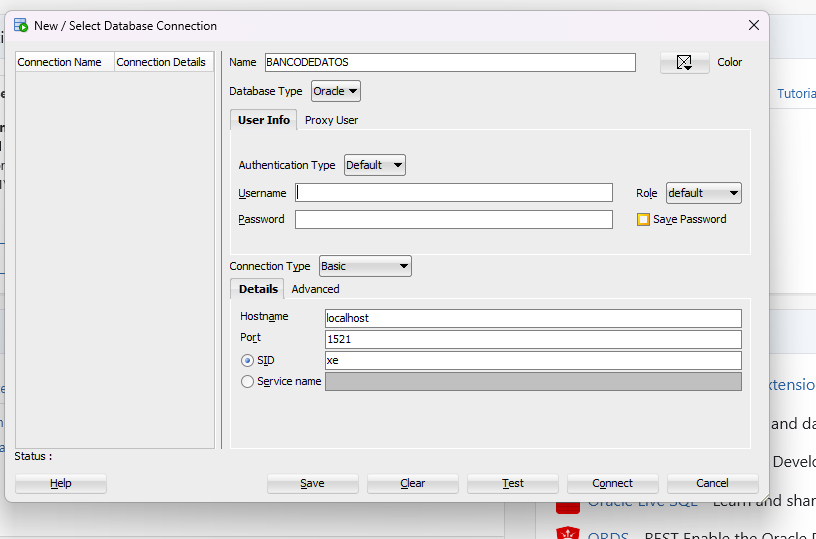 New / Select Database Connection
Connection Name Connection Details
Name BANCODEDATOS Color
Database Type Oracle
Tutoria
User Info Proxy User
Authentication Type Default
Username Role default
Password Save Password
Connection Type Basic
Details Advanced
Hostname localhost
Port 1521
SID xe
Service name
xtensio
and da
Develo
Status :
Help Save Clear Test Connect Cancel
Oracle Live SQL - Learn and shar
ORDS - REST Enable the Oracle D